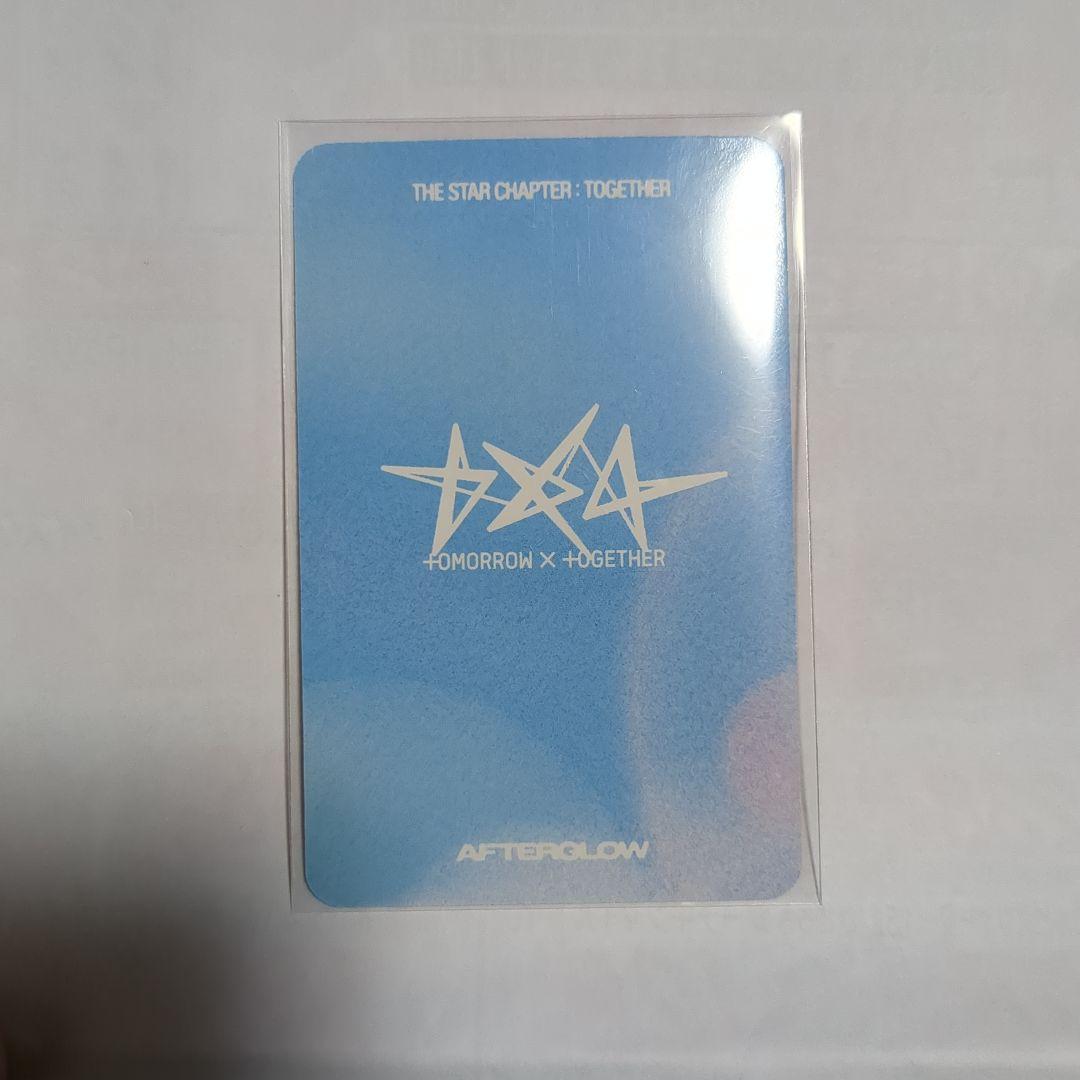 THE STAR CHAPTER : TOGETHER
TXT
TOMORROW × TOGETHER
AFTERGLOW